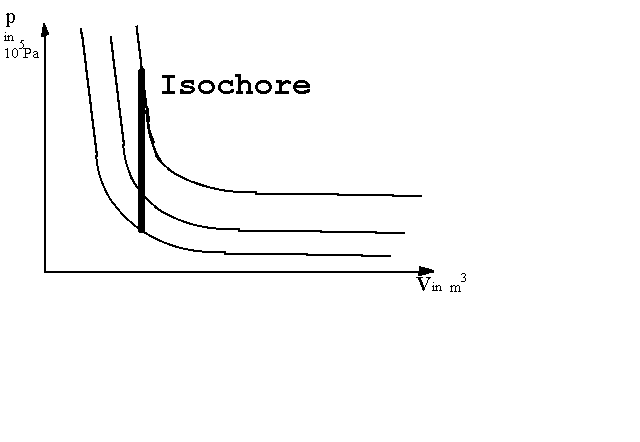 p
in
10⁵Pa
Isochore
V in m³